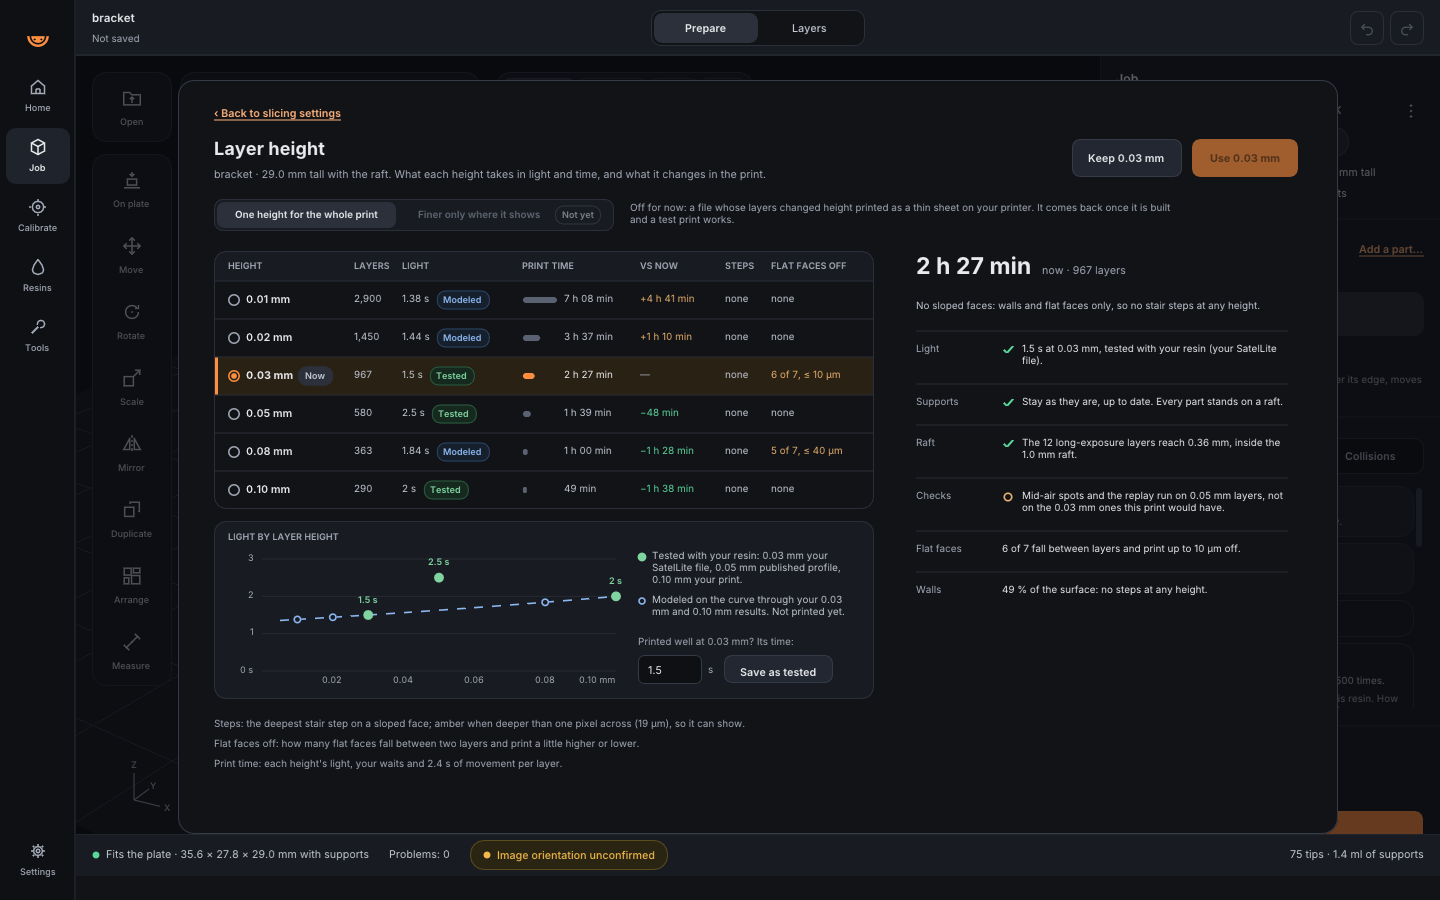 bracket
Not saved
Prepare
Layers
Home
Job
Calibrate
Resins
Tools
Settings
Open
On plate
Move
Rotate
Scale
Mirror
Duplicate
Arrange
Measure
Z
Y
X
‹ Back to slicing settings
Layer height
bracket · 29.0 mm tall with the raft. What each height takes in light and time, and what it changes in the print.
Keep 0.03 mm
Use 0.03 mm
One height for the whole print
Finer only where it shows
Not yet
Off for now: a file whose layers changed height printed as a thin sheet on your printer. It comes back once it is built
and a test print works.
HEIGHT LAYERS LIGHT PRINT TIME VS NOW STEPS FLAT FACES OFF
0.01 mm 2,900 1.38 s Modeled 7 h 08 min +4 h 41 min none none
0.02 mm 1,450 1.44 s Modeled 3 h 37 min +1 h 10 min none none
0.03 mm Now 967 1.5 s Tested 2 h 27 min — none 6 of 7, ≤ 10 µm
0.05 mm 580 2.5 s Tested 1 h 39 min −48 min none none
0.08 mm 363 1.84 s Modeled 1 h 00 min −1 h 28 min none 5 of 7, ≤ 40 µm
0.10 mm 290 2 s Tested 49 min −1 h 38 min none none
LIGHT BY LAYER HEIGHT
3
2
1
0 s
0.02
0.04
0.06
0.08
0.10 mm
1.5 s
2.5 s
2 s
Tested with your resin: 0.03 mm your
SatelLite file, 0.05 mm published profile,
0.10 mm your print.
Modeled on the curve through your 0.03
mm and 0.10 mm results. Not printed yet.
Printed well at 0.03 mm? Its time:
1.5
s
Save as tested
Steps: the deepest stair step on a sloped face; amber when deeper than one pixel across (19 µm), so it can show.
Flat faces off: how many flat faces fall between two layers and print a little higher or lower.
Print time: each height's light, your waits and 2.4 s of movement per layer.
2 h 27 min now · 967 layers
No sloped faces: walls and flat faces only, so no stair steps at any height.
Light
1.5 s at 0.03 mm, tested with your resin (your SatelLite
file).
Supports
Stay as they are, up to date. Every part stands on a raft.
Raft
The 12 long-exposure layers reach 0.36 mm, inside the
1.0 mm raft.
Checks
Mid-air spots and the replay run on 0.05 mm layers, not
on the 0.03 mm ones this print would have.
Flat faces
6 of 7 fall between layers and print up to 10 µm off.
Walls
49 % of the surface: no steps at any height.
Job
mm tall
ts
Add a part...
er its edge, moves
Collisions
500 times.
is resin. How
Fits the plate · 35.6 × 27.8 × 29.0 mm with supports
Problems: 0
Image orientation unconfirmed
75 tips · 1.4 ml of supports